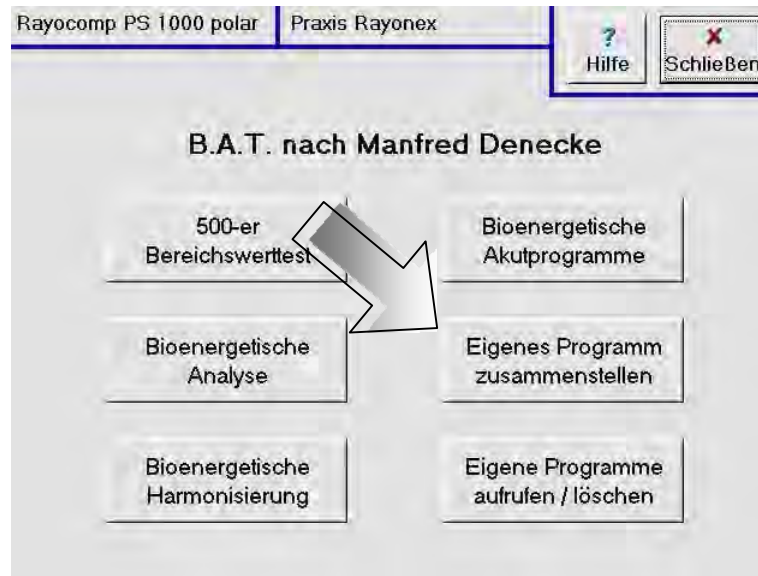 Rayocomp PS 1000 polar
Praxis Rayonex
?
Hilfe
Schließen
B.A.T. nach Manfred Denecke
500-er
Bereichswerttest
Bioenergetische
Akutprogramme
Bioenergetische
Analyse
Eigenes Programm
zusammenstellen
Bioenergetische
Harmonisierung
Eigene Programme
aufrufen / löschen